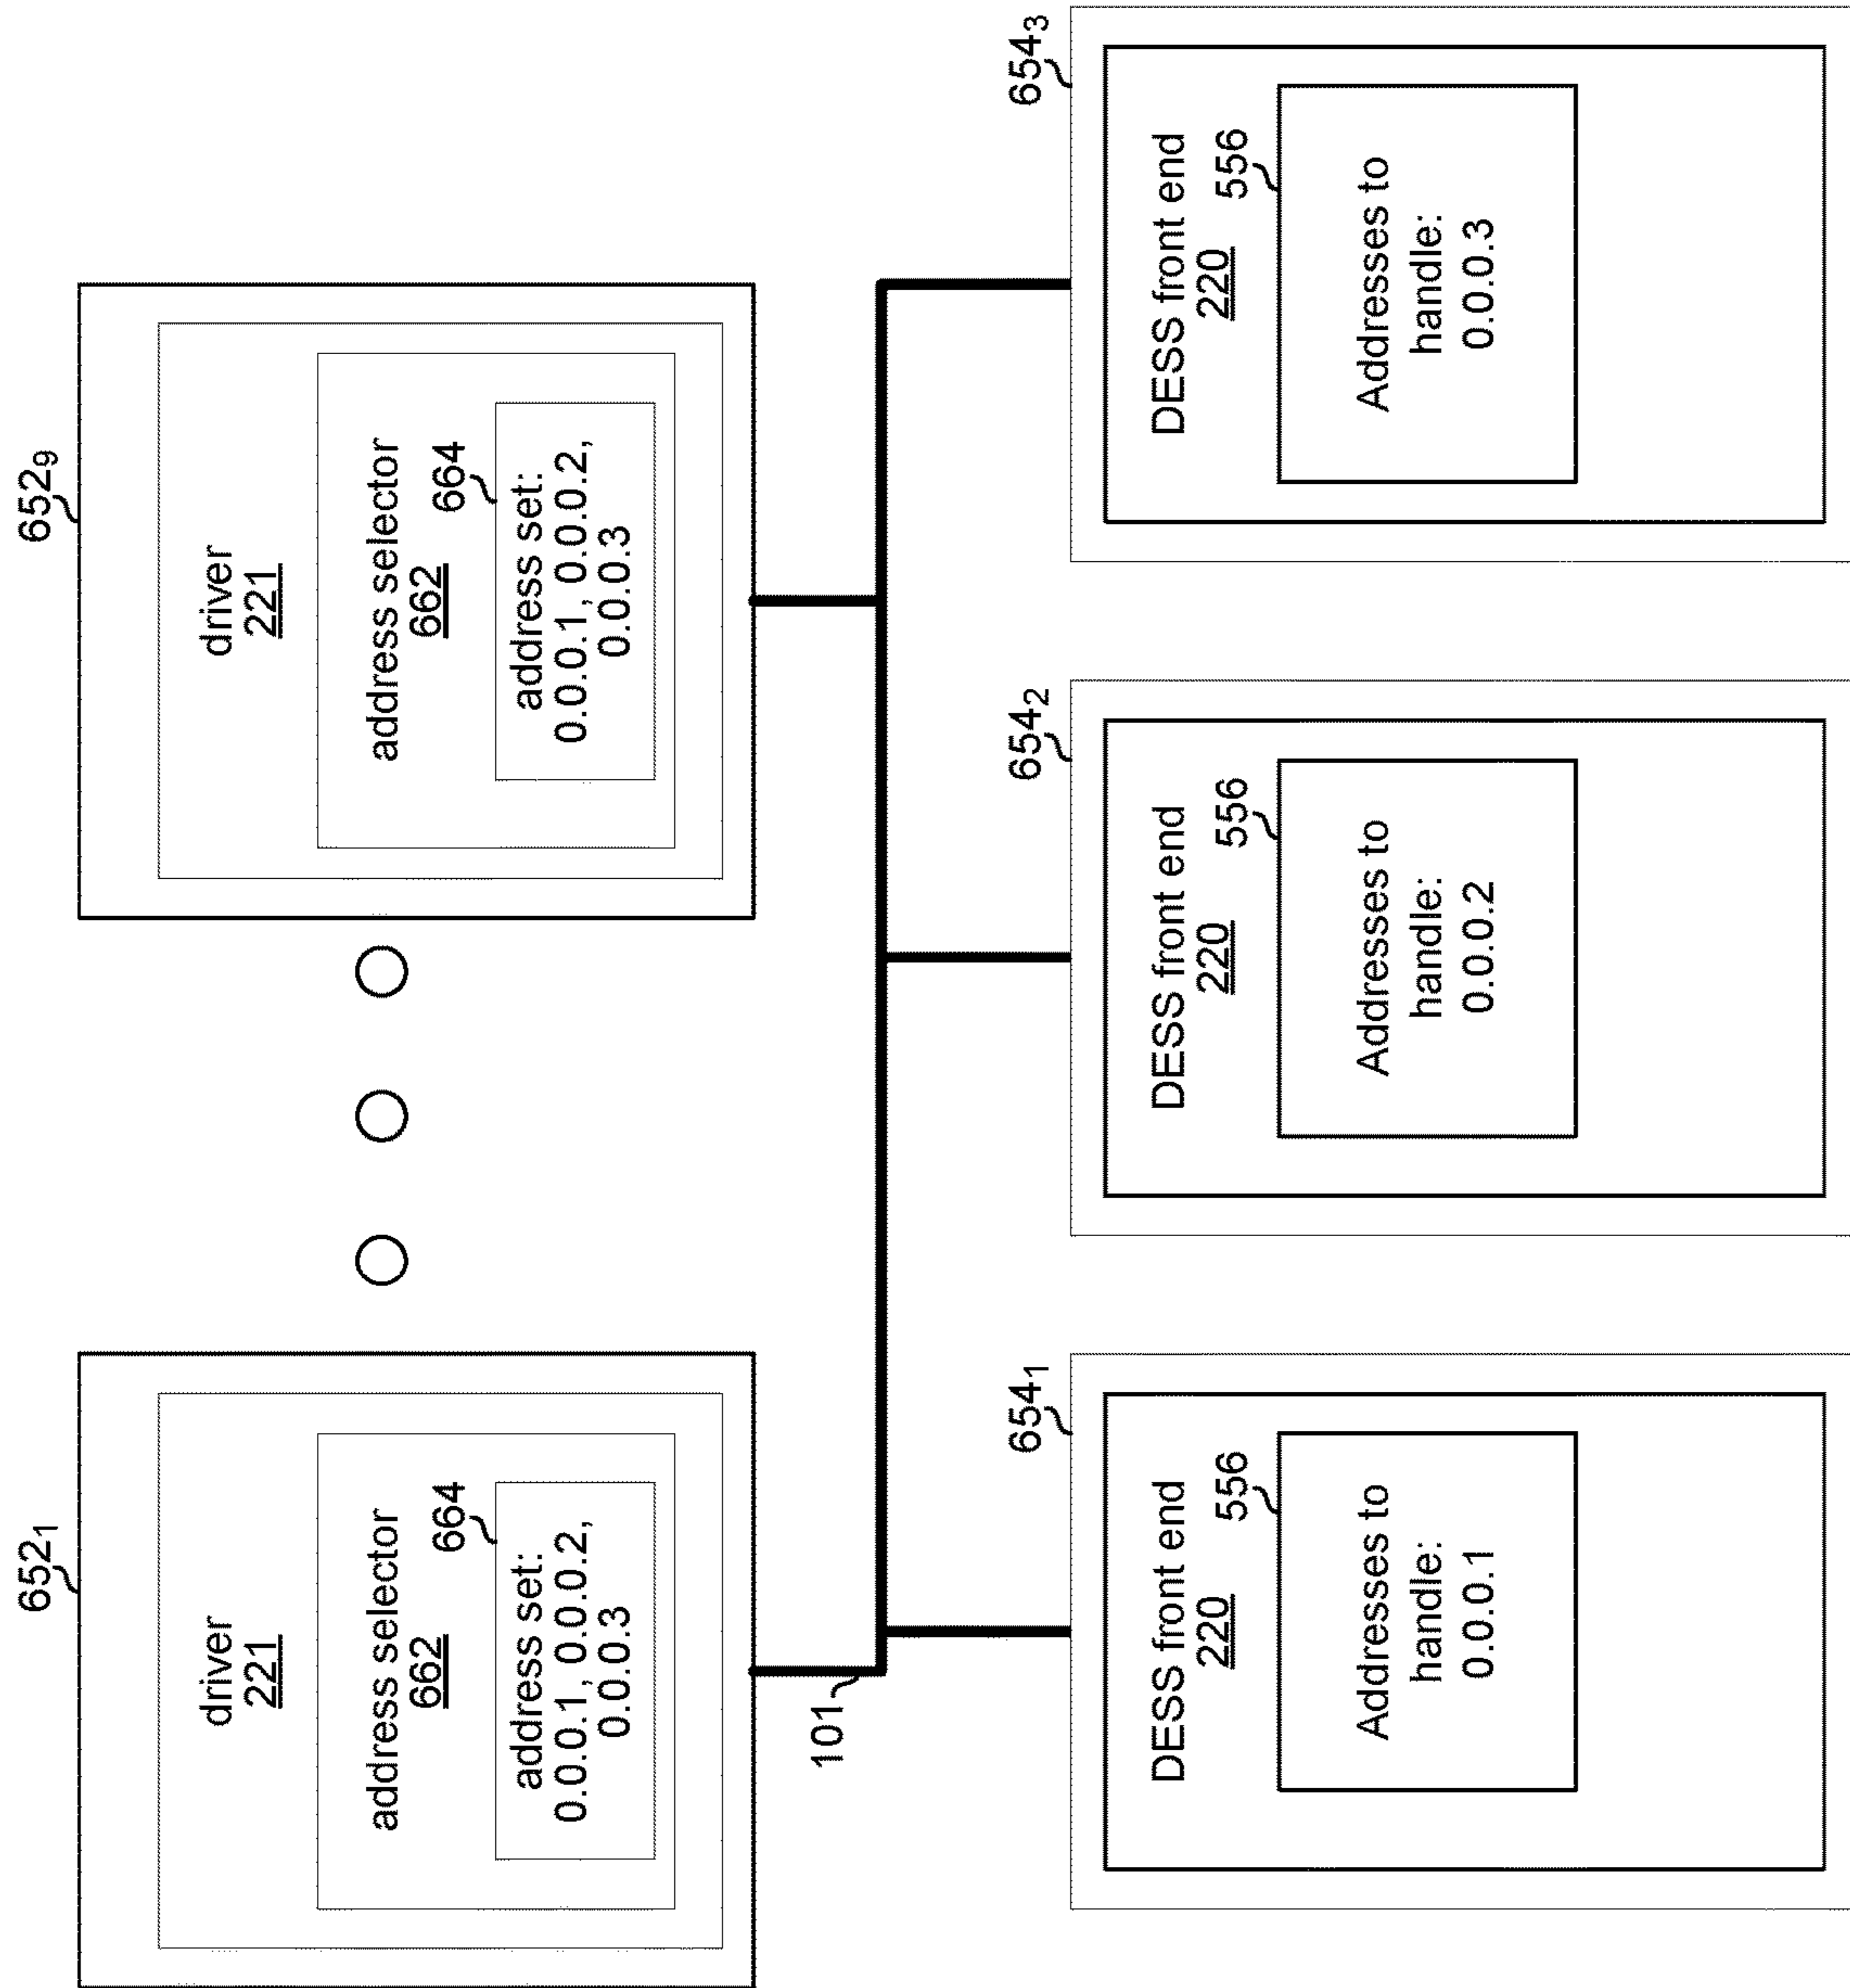 652₁
driver
221
address selector
662
664
address set:
0.0.0.1, 0.0.0.2,
0.0.0.3
652₉
driver
221
address selector
662
664
address set:
0.0.0.1, 0.0.0.2,
0.0.0.3
101
654₁
DESS front end
220
556
Addresses to
handle:
0.0.0.1
654₂
DESS front end
220
556
Addresses to
handle:
0.0.0.2
654₃
DESS front end
220
556
Addresses to
handle:
0.0.0.3